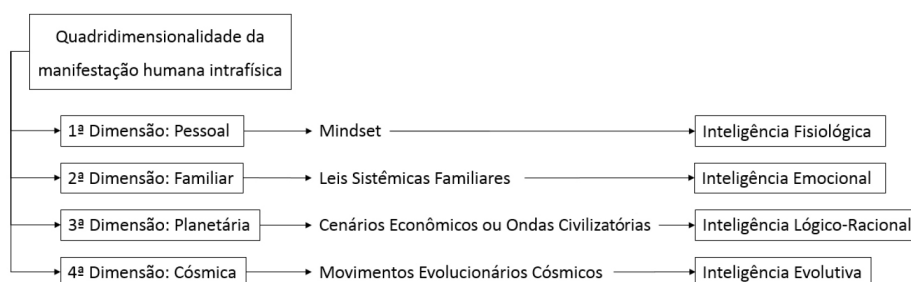 Quadridimensionalidade da
manifestação humana intrafísica
1ª Dimensão: Pessoal Mindset Inteligência Fisiológica
2ª Dimensão: Familiar Leis Sistêmicas Familiares Inteligência Emocional
3ª Dimensão: Planetária Cenários Econômicos ou Ondas Civilizatórias Inteligência Lógico-Racional
4ª Dimensão: Cósmica Movimentos Evolucionários Cósmicos Inteligência Evolutiva